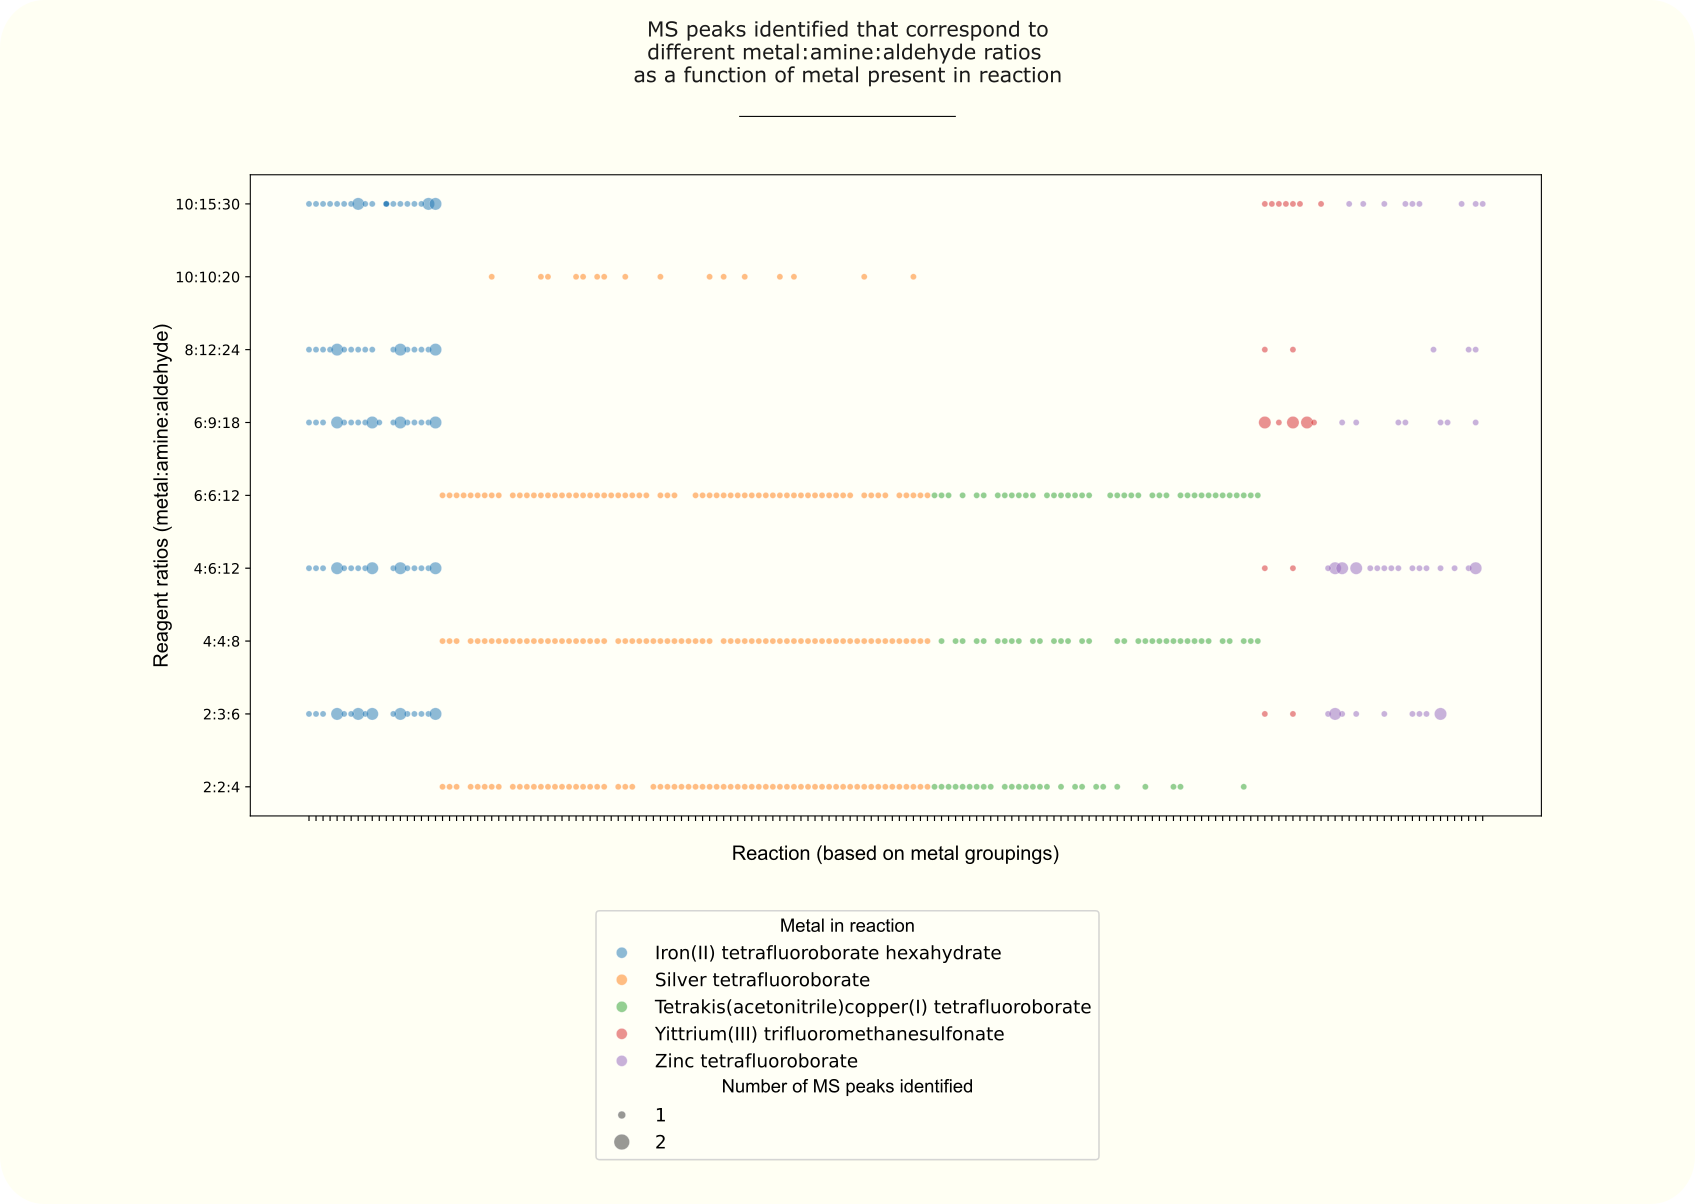 MS peaks identified that correspond to
different metal:amine:aldehyde ratios
as a function of metal present in reaction
Reagent ratios (metal:amine:aldehyde)
10:15:30
10:10:20
8:12:24
6:9:18
6:6:12
4:6:12
4:4:8
2:3:6
2:2:4
Reaction (based on metal groupings)
Metal in reaction
Iron(II) tetrafluoroborate hexahydrate
Silver tetrafluoroborate
Tetrakis(acetonitrile)copper(I) tetrafluoroborate
Yittrium(III) trifluoromethanesulfonate
Zinc tetrafluoroborate
Number of MS peaks identified
1
2